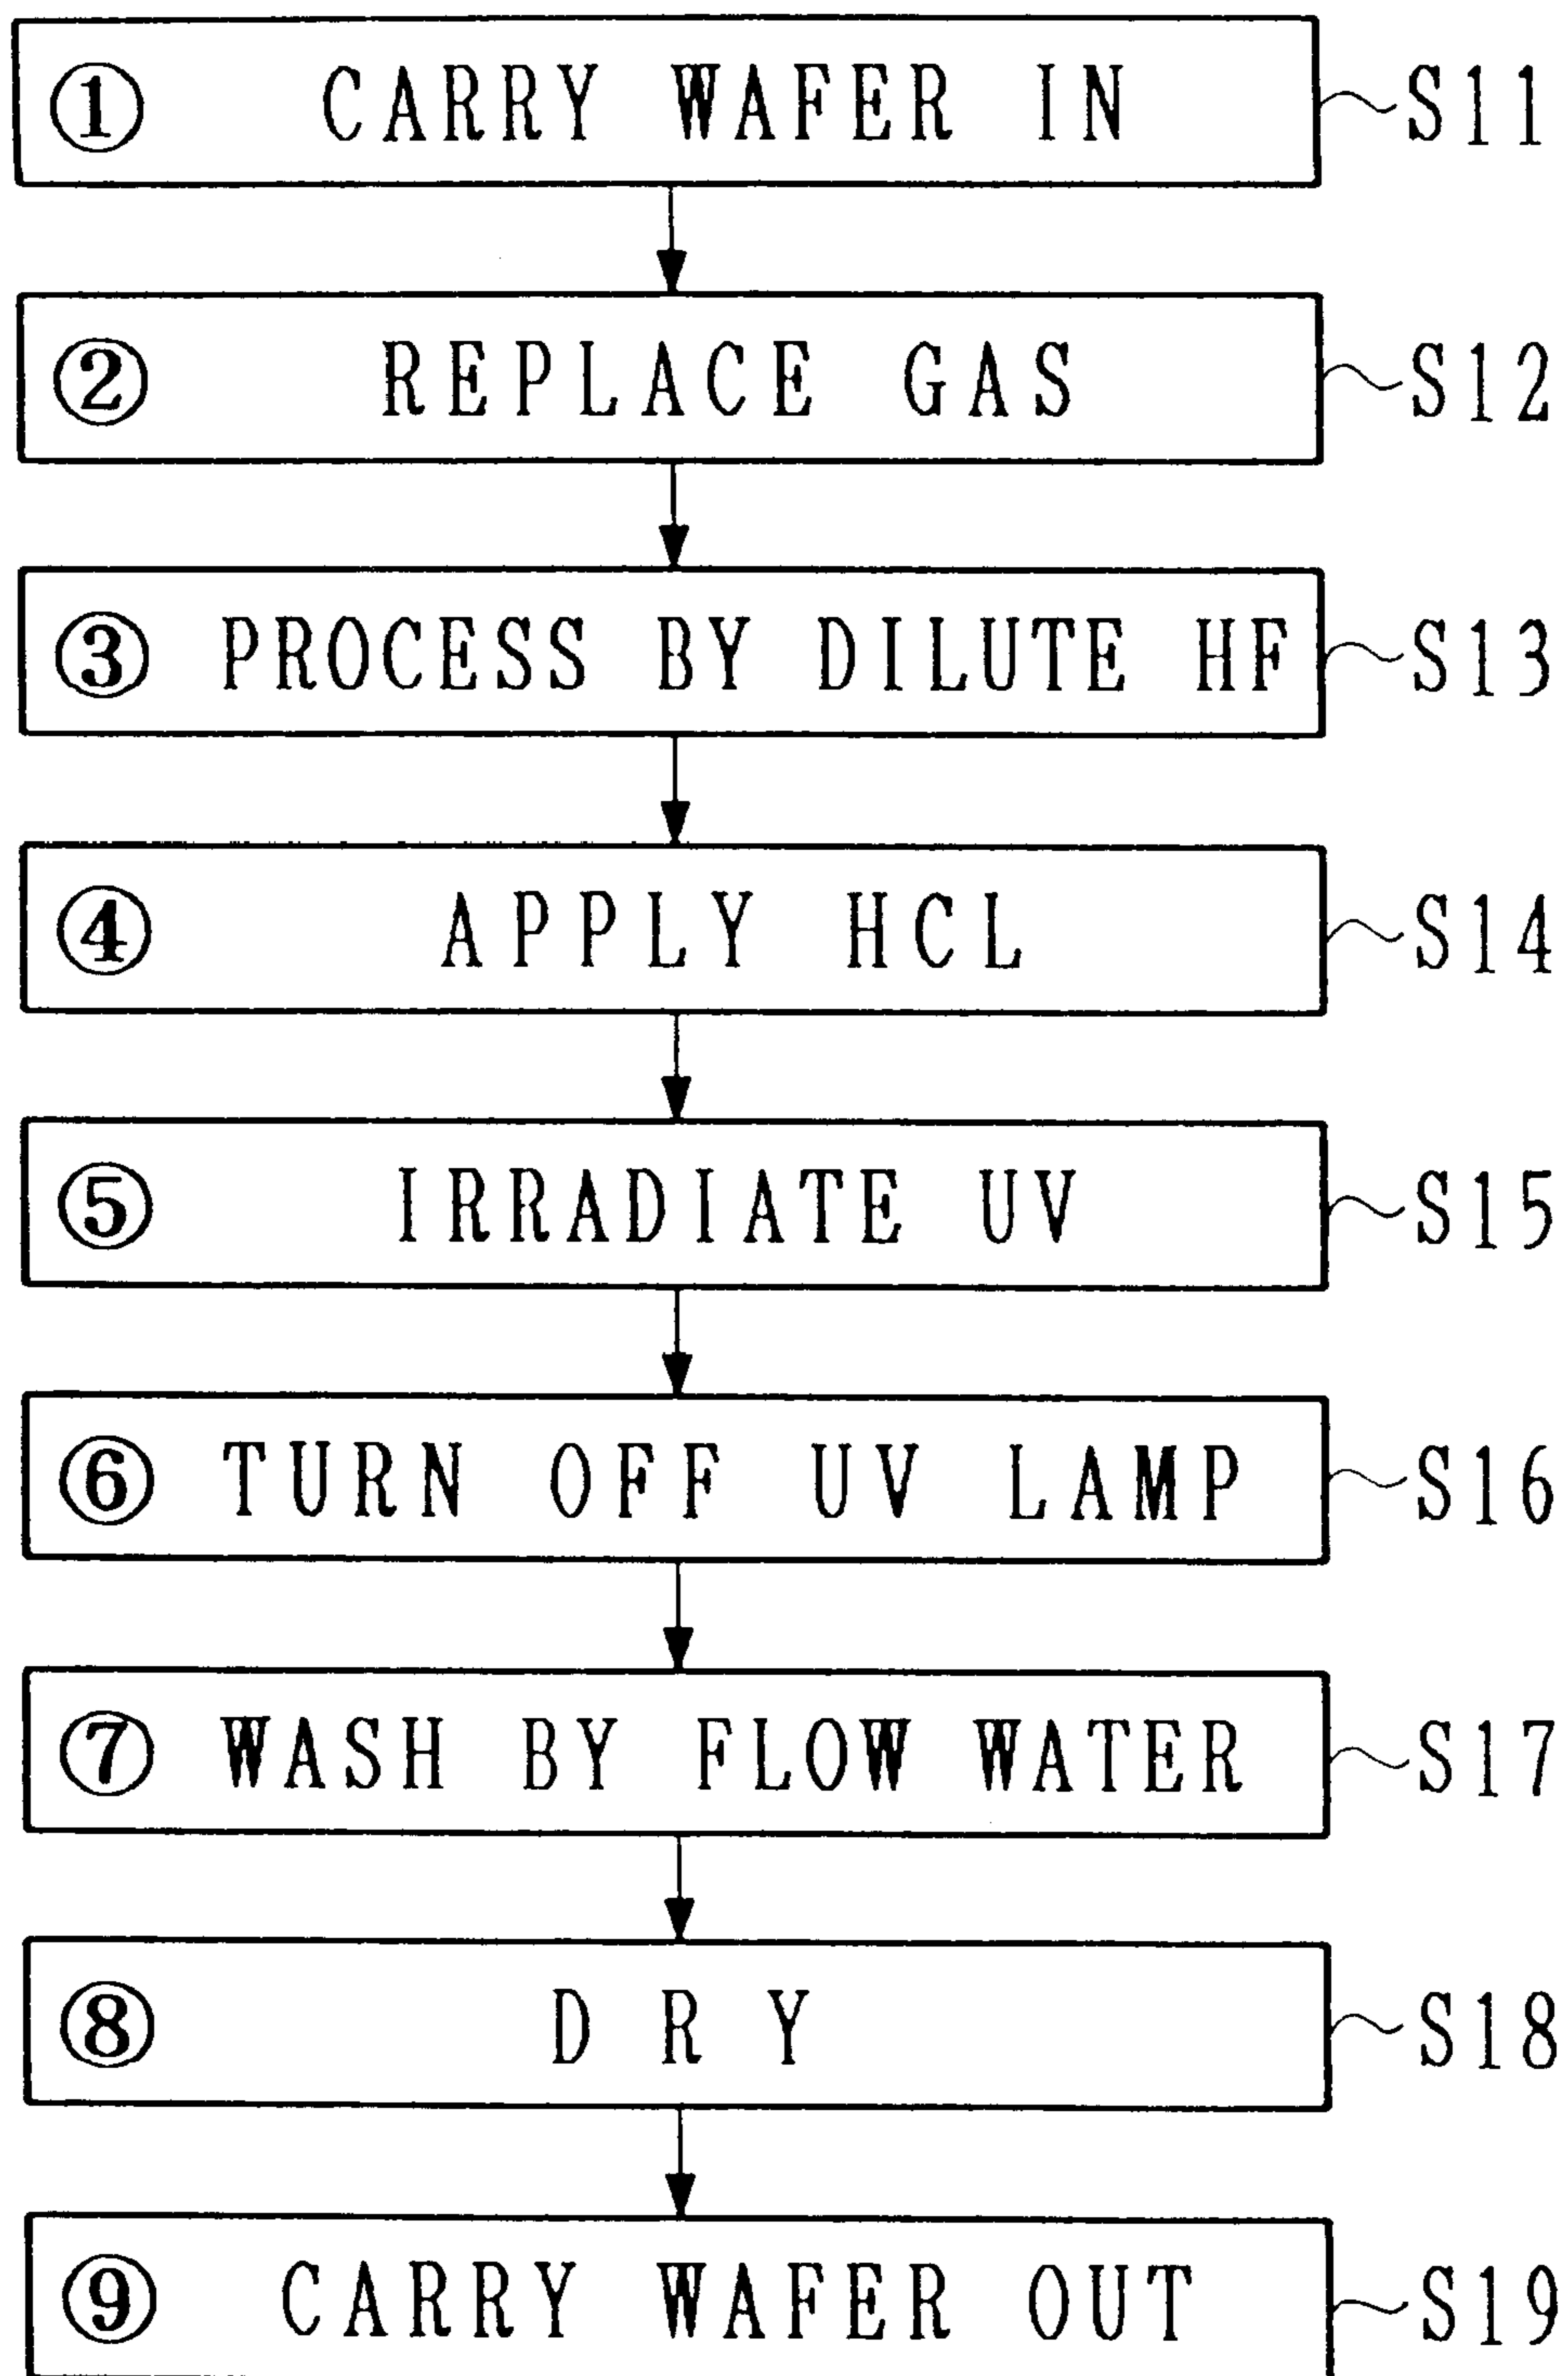 ① CARRY WAFER IN S11
② REPLACE GAS S12
③ PROCESS BY DILUTE HF S13
④ APPLY HCL S14
⑤ IRRADIATE UV S15
⑥ TURN OFF UV LAMP S16
⑦ WASH BY FLOW WATER S17
⑧ DRY S18
⑨ CARRY WAFER OUT S19